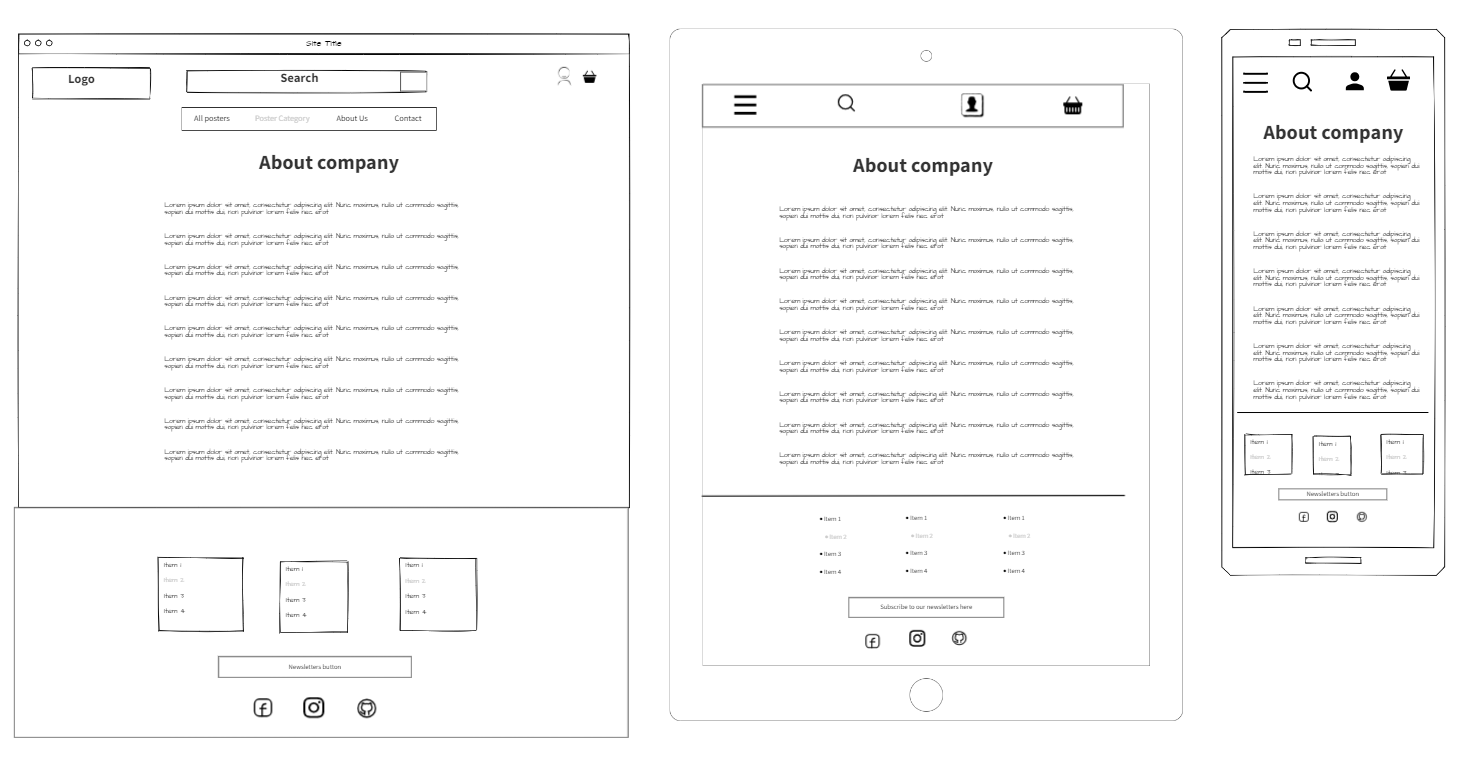 Site Title
Logo
Search
All posters Poster Category About Us Contact
About company
Lorem ipsum dolor sit amet, consectetur adipiscing elit. Nunc maximus, nulla ut commodo sagittis,
sapien dui mattis dui, non pulvinar lorem felis nec erat
Lorem ipsum dolor sit amet, consectetur adipiscing elit. Nunc maximus, nulla ut commodo sagittis,
sapien dui mattis dui, non pulvinar lorem felis nec erat
Lorem ipsum dolor sit amet, consectetur adipiscing elit. Nunc maximus, nulla ut commodo sagittis,
sapien dui mattis dui, non pulvinar lorem felis nec erat
Lorem ipsum dolor sit amet, consectetur adipiscing elit. Nunc maximus, nulla ut commodo sagittis,
sapien dui mattis dui, non pulvinar lorem felis nec erat
Lorem ipsum dolor sit amet, consectetur adipiscing elit. Nunc maximus, nulla ut commodo sagittis,
sapien dui mattis dui, non pulvinar lorem felis nec erat
Lorem ipsum dolor sit amet, consectetur adipiscing elit. Nunc maximus, nulla ut commodo sagittis,
sapien dui mattis dui, non pulvinar lorem felis nec erat
Lorem ipsum dolor sit amet, consectetur adipiscing elit. Nunc maximus, nulla ut commodo sagittis,
sapien dui mattis dui, non pulvinar lorem felis nec erat
Lorem ipsum dolor sit amet, consectetur adipiscing elit. Nunc maximus, nulla ut commodo sagittis,
sapien dui mattis dui, non pulvinar lorem felis nec erat
Lorem ipsum dolor sit amet, consectetur adipiscing elit. Nunc maximus, nulla ut commodo sagittis,
sapien dui mattis dui, non pulvinar lorem felis nec erat
Item 1
Item 2
Item 3
Item 4
Item 1
Item 2
Item 3
Item 4
Item 1
Item 2
Item 3
Item 4
Newsletters button
About company
Lorem ipsum dolor sit amet, consectetur adipiscing elit. Nunc maximus, nulla ut commodo sagittis,
sapien dui mattis dui, non pulvinar lorem felis nec erat
Lorem ipsum dolor sit amet, consectetur adipiscing elit. Nunc maximus, nulla ut commodo sagittis,
sapien dui mattis dui, non pulvinar lorem felis nec erat
Lorem ipsum dolor sit amet, consectetur adipiscing elit. Nunc maximus, nulla ut commodo sagittis,
sapien dui mattis dui, non pulvinar lorem felis nec erat
Lorem ipsum dolor sit amet, consectetur adipiscing elit. Nunc maximus, nulla ut commodo sagittis,
sapien dui mattis dui, non pulvinar lorem felis nec erat
Lorem ipsum dolor sit amet, consectetur adipiscing elit. Nunc maximus, nulla ut commodo sagittis,
sapien dui mattis dui, non pulvinar lorem felis nec erat
Lorem ipsum dolor sit amet, consectetur adipiscing elit. Nunc maximus, nulla ut commodo sagittis,
sapien dui mattis dui, non pulvinar lorem felis nec erat
Lorem ipsum dolor sit amet, consectetur adipiscing elit. Nunc maximus, nulla ut commodo sagittis,
sapien dui mattis dui, non pulvinar lorem felis nec erat
Lorem ipsum dolor sit amet, consectetur adipiscing elit. Nunc maximus, nulla ut commodo sagittis,
sapien dui mattis dui, non pulvinar lorem felis nec erat
Lorem ipsum dolor sit amet, consectetur adipiscing elit. Nunc maximus, nulla ut commodo sagittis,
sapien dui mattis dui, non pulvinar lorem felis nec erat
• Item 1
• Item 2
• Item 3
• Item 4
• Item 1
• Item 2
• Item 3
• Item 4
• Item 1
• Item 2
• Item 3
• Item 4
Subscribe to our newsletters here
About company
Lorem ipsum dolor sit amet, consectetur adipiscing
elit. Nunc maximus, nulla ut commodo sagittis, sapien dui
mattis dui, non pulvinar lorem felis nec erat
Lorem ipsum dolor sit amet, consectetur adipiscing
elit. Nunc maximus, nulla ut commodo sagittis, sapien dui
mattis dui, non pulvinar lorem felis nec erat
Lorem ipsum dolor sit amet, consectetur adipiscing
elit. Nunc maximus, nulla ut commodo sagittis, sapien dui
mattis dui, non pulvinar lorem felis nec erat
Lorem ipsum dolor sit amet, consectetur adipiscing
elit. Nunc maximus, nulla ut commodo sagittis, sapien dui
mattis dui, non pulvinar lorem felis nec erat
Lorem ipsum dolor sit amet, consectetur adipiscing
elit. Nunc maximus, nulla ut commodo sagittis, sapien dui
mattis dui, non pulvinar lorem felis nec erat
Lorem ipsum dolor sit amet, consectetur adipiscing
elit. Nunc maximus, nulla ut commodo sagittis, sapien dui
mattis dui, non pulvinar lorem felis nec erat
Lorem ipsum dolor sit amet, consectetur adipiscing
elit. Nunc maximus, nulla ut commodo sagittis, sapien dui
mattis dui, non pulvinar lorem felis nec erat
Item 1
Item 2
Item 3
Item 1
Item 2
Item 1
Item 2
Item 3
Newsletters button